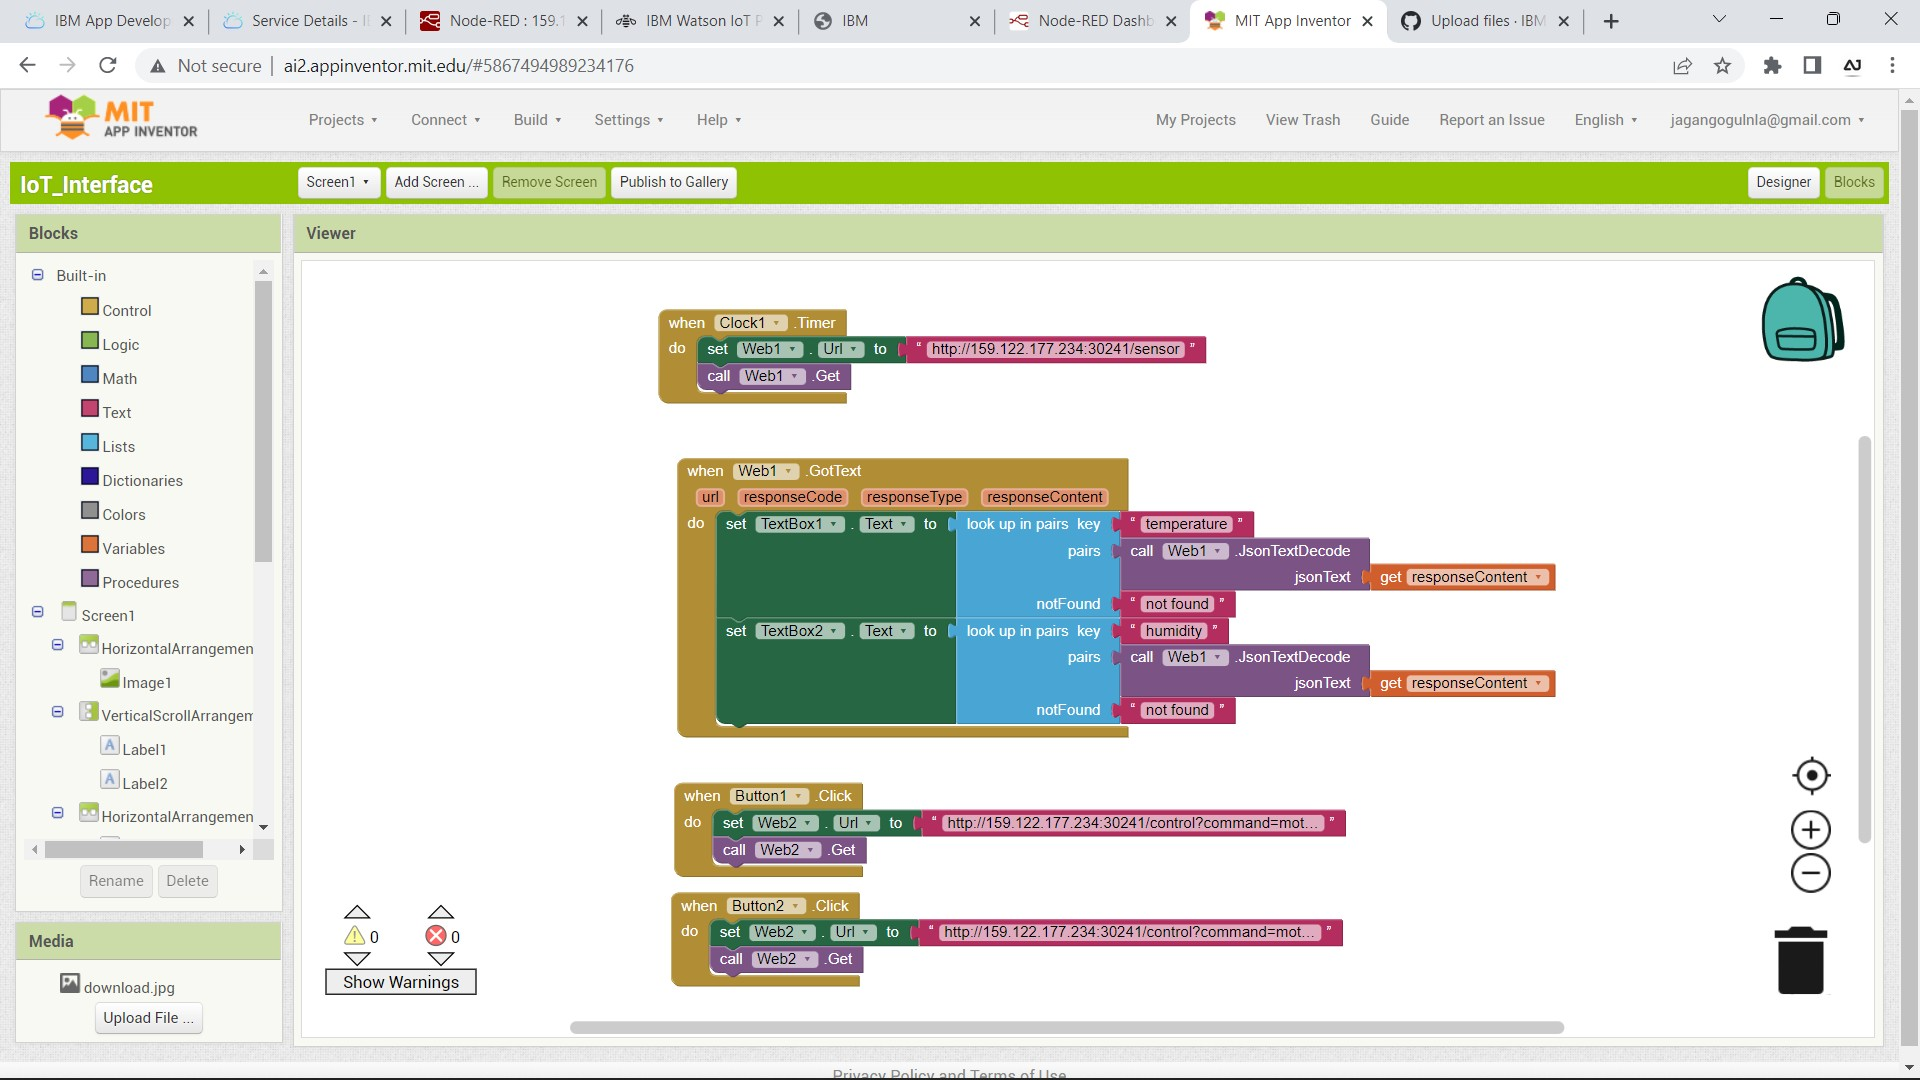 IBM App Develop
Service Details - I
Node-RED : 159.1
IBM Watson IoT P
IBM
Node-RED Dashb
MIT App Inventor
Upload files · IBM
Not secure | ai2.appinventor.mit.edu/#5867494989234176
MIT
APP INVENTOR
Projects
Connect
Build
Settings
Help
My Projects
View Trash
Guide
Report an Issue
English
jagangogulnla@gmail.com
IoT_Interface
Screen1
Add Screen ...
Remove Screen
Publish to Gallery
Designer
Blocks
Blocks
Built-in
Control
Logic
Math
Text
Lists
Dictionaries
Colors
Variables
Procedures
Screen1
HorizontalArrangemen
Image1
VerticalScrollArrangem
Label1
Label2
HorizontalArrangemen
Rename
Delete
Media
download.jpg
Upload File ...
Viewer
when Clock1 .Timer
do set Web1 . Url to " http://159.122.177.234:30241/sensor "
call Web1 .Get
when Web1 .GotText
url responseCode responseType responseContent
do set TextBox1 . Text to look up in pairs key " temperature "
pairs call Web1 .JsonTextDecode
jsonText get responseContent
notFound " not found "
set TextBox2 . Text to look up in pairs key " humidity "
pairs call Web1 .JsonTextDecode
jsonText get responseContent
notFound " not found "
when Button1 .Click
do set Web2 . Url to " http://159.122.177.234:30241/control?command=mot... "
call Web2 .Get
when Button2 .Click
do set Web2 . Url to " http://159.122.177.234:30241/control?command=mot... "
call Web2 .Get
0
0
Show Warnings
Privacy Policy and Terms of Use